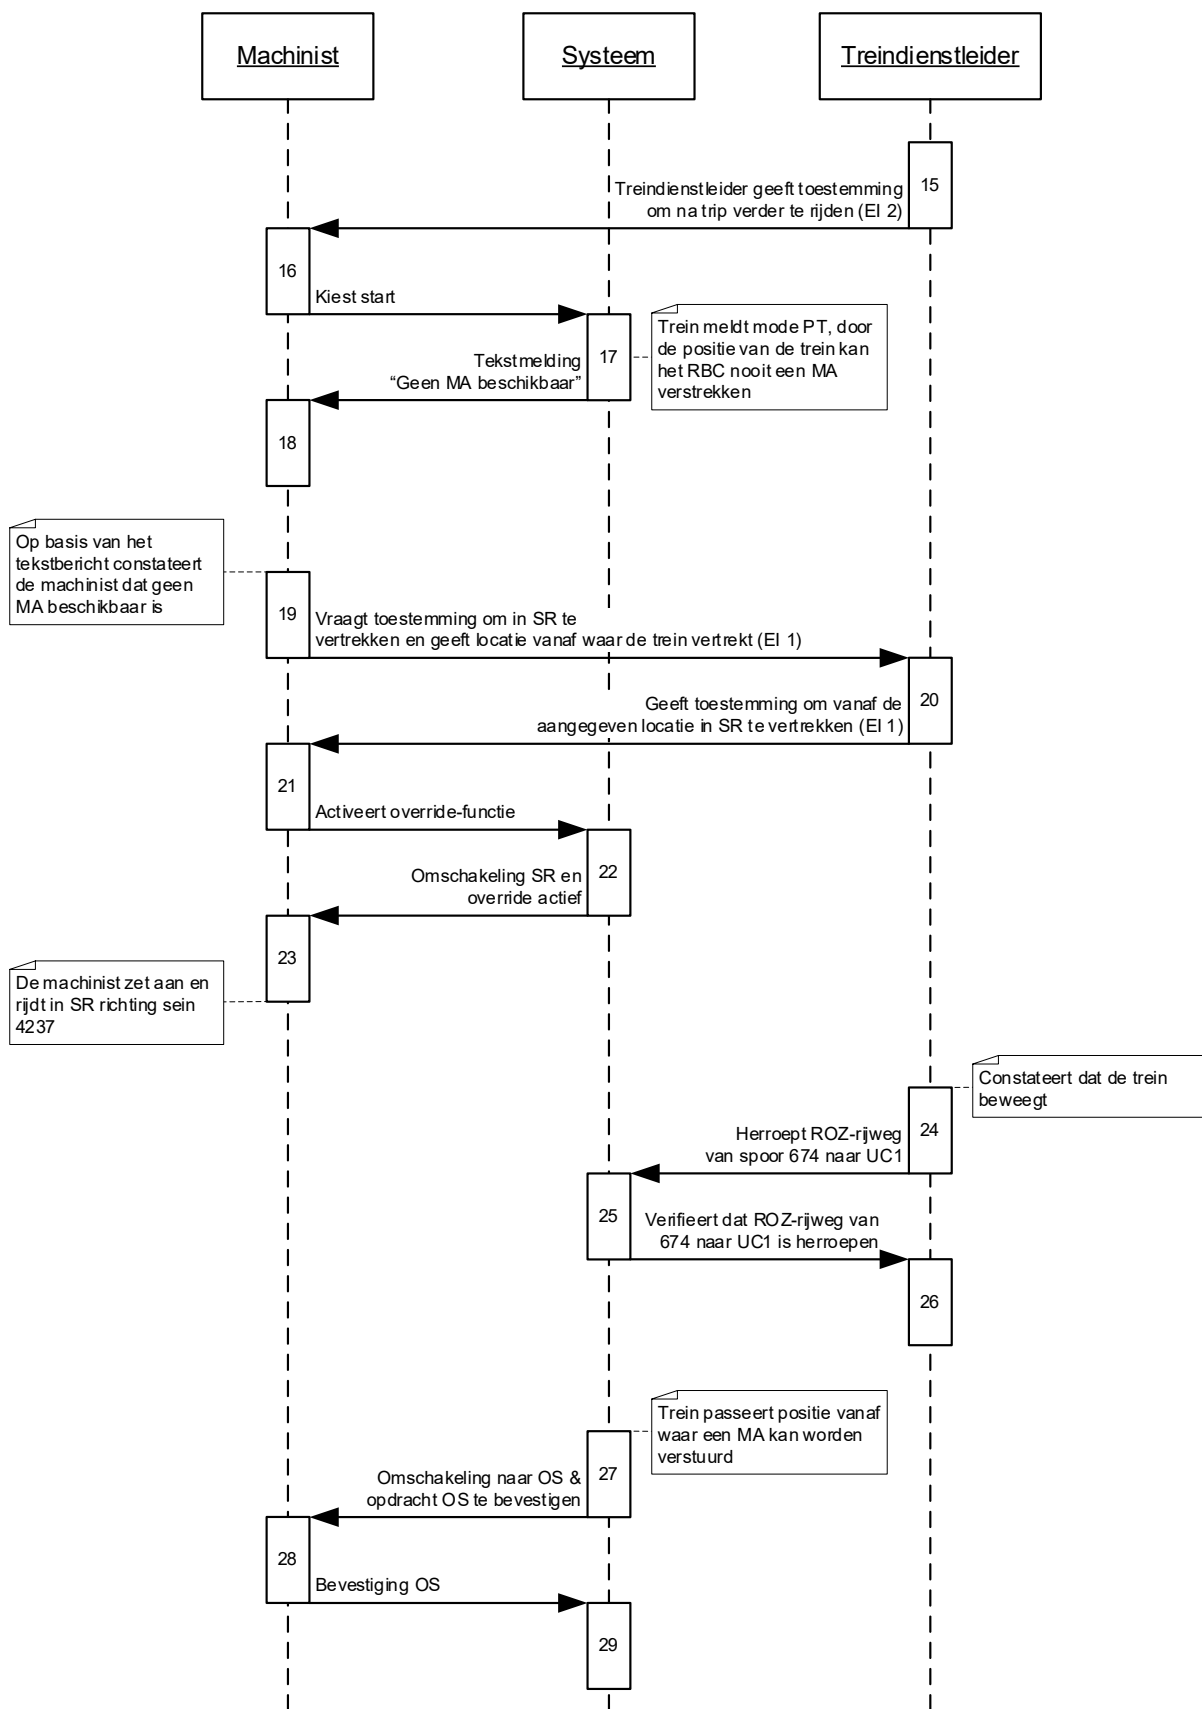 Machinist
Systeem
Treindienstleider
15
Treindienstleider geeft toestemming
om na trip verder te rijden (EI 2)
16
Kiest start
17
Trein meldt mode PT, door
de positie van de trein kan
het RBC nooit een MA
verstrekken
Tekstmelding
“Geen MA beschikbaar”
18
Op basis van het
tekstbericht constateert
de machinist dat geen
MA beschikbaar is
19
Vraagt toestemming om in SR te
vertrekken en geeft locatie vanaf waar de trein vertrekt (EI 1)
20
Geeft toestemming om vanaf de
aangegeven locatie in SR te vertrekken (EI 1)
21
Activeert override-functie
22
Omschakeling SR en
override actief
23
De machinist zet aan en
rijdt in SR richting sein
4237
Constateert dat de trein
beweegt
24
Herroept ROZ-rijweg
van spoor 674 naar UC1
25
Verifieert dat ROZ-rijweg van
674 naar UC1 is herroepen
26
Trein passeert positie vanaf
waar een MA kan worden
verstuurd
27
Omschakeling naar OS &
opdracht OS te bevestigen
28
Bevestiging OS
29